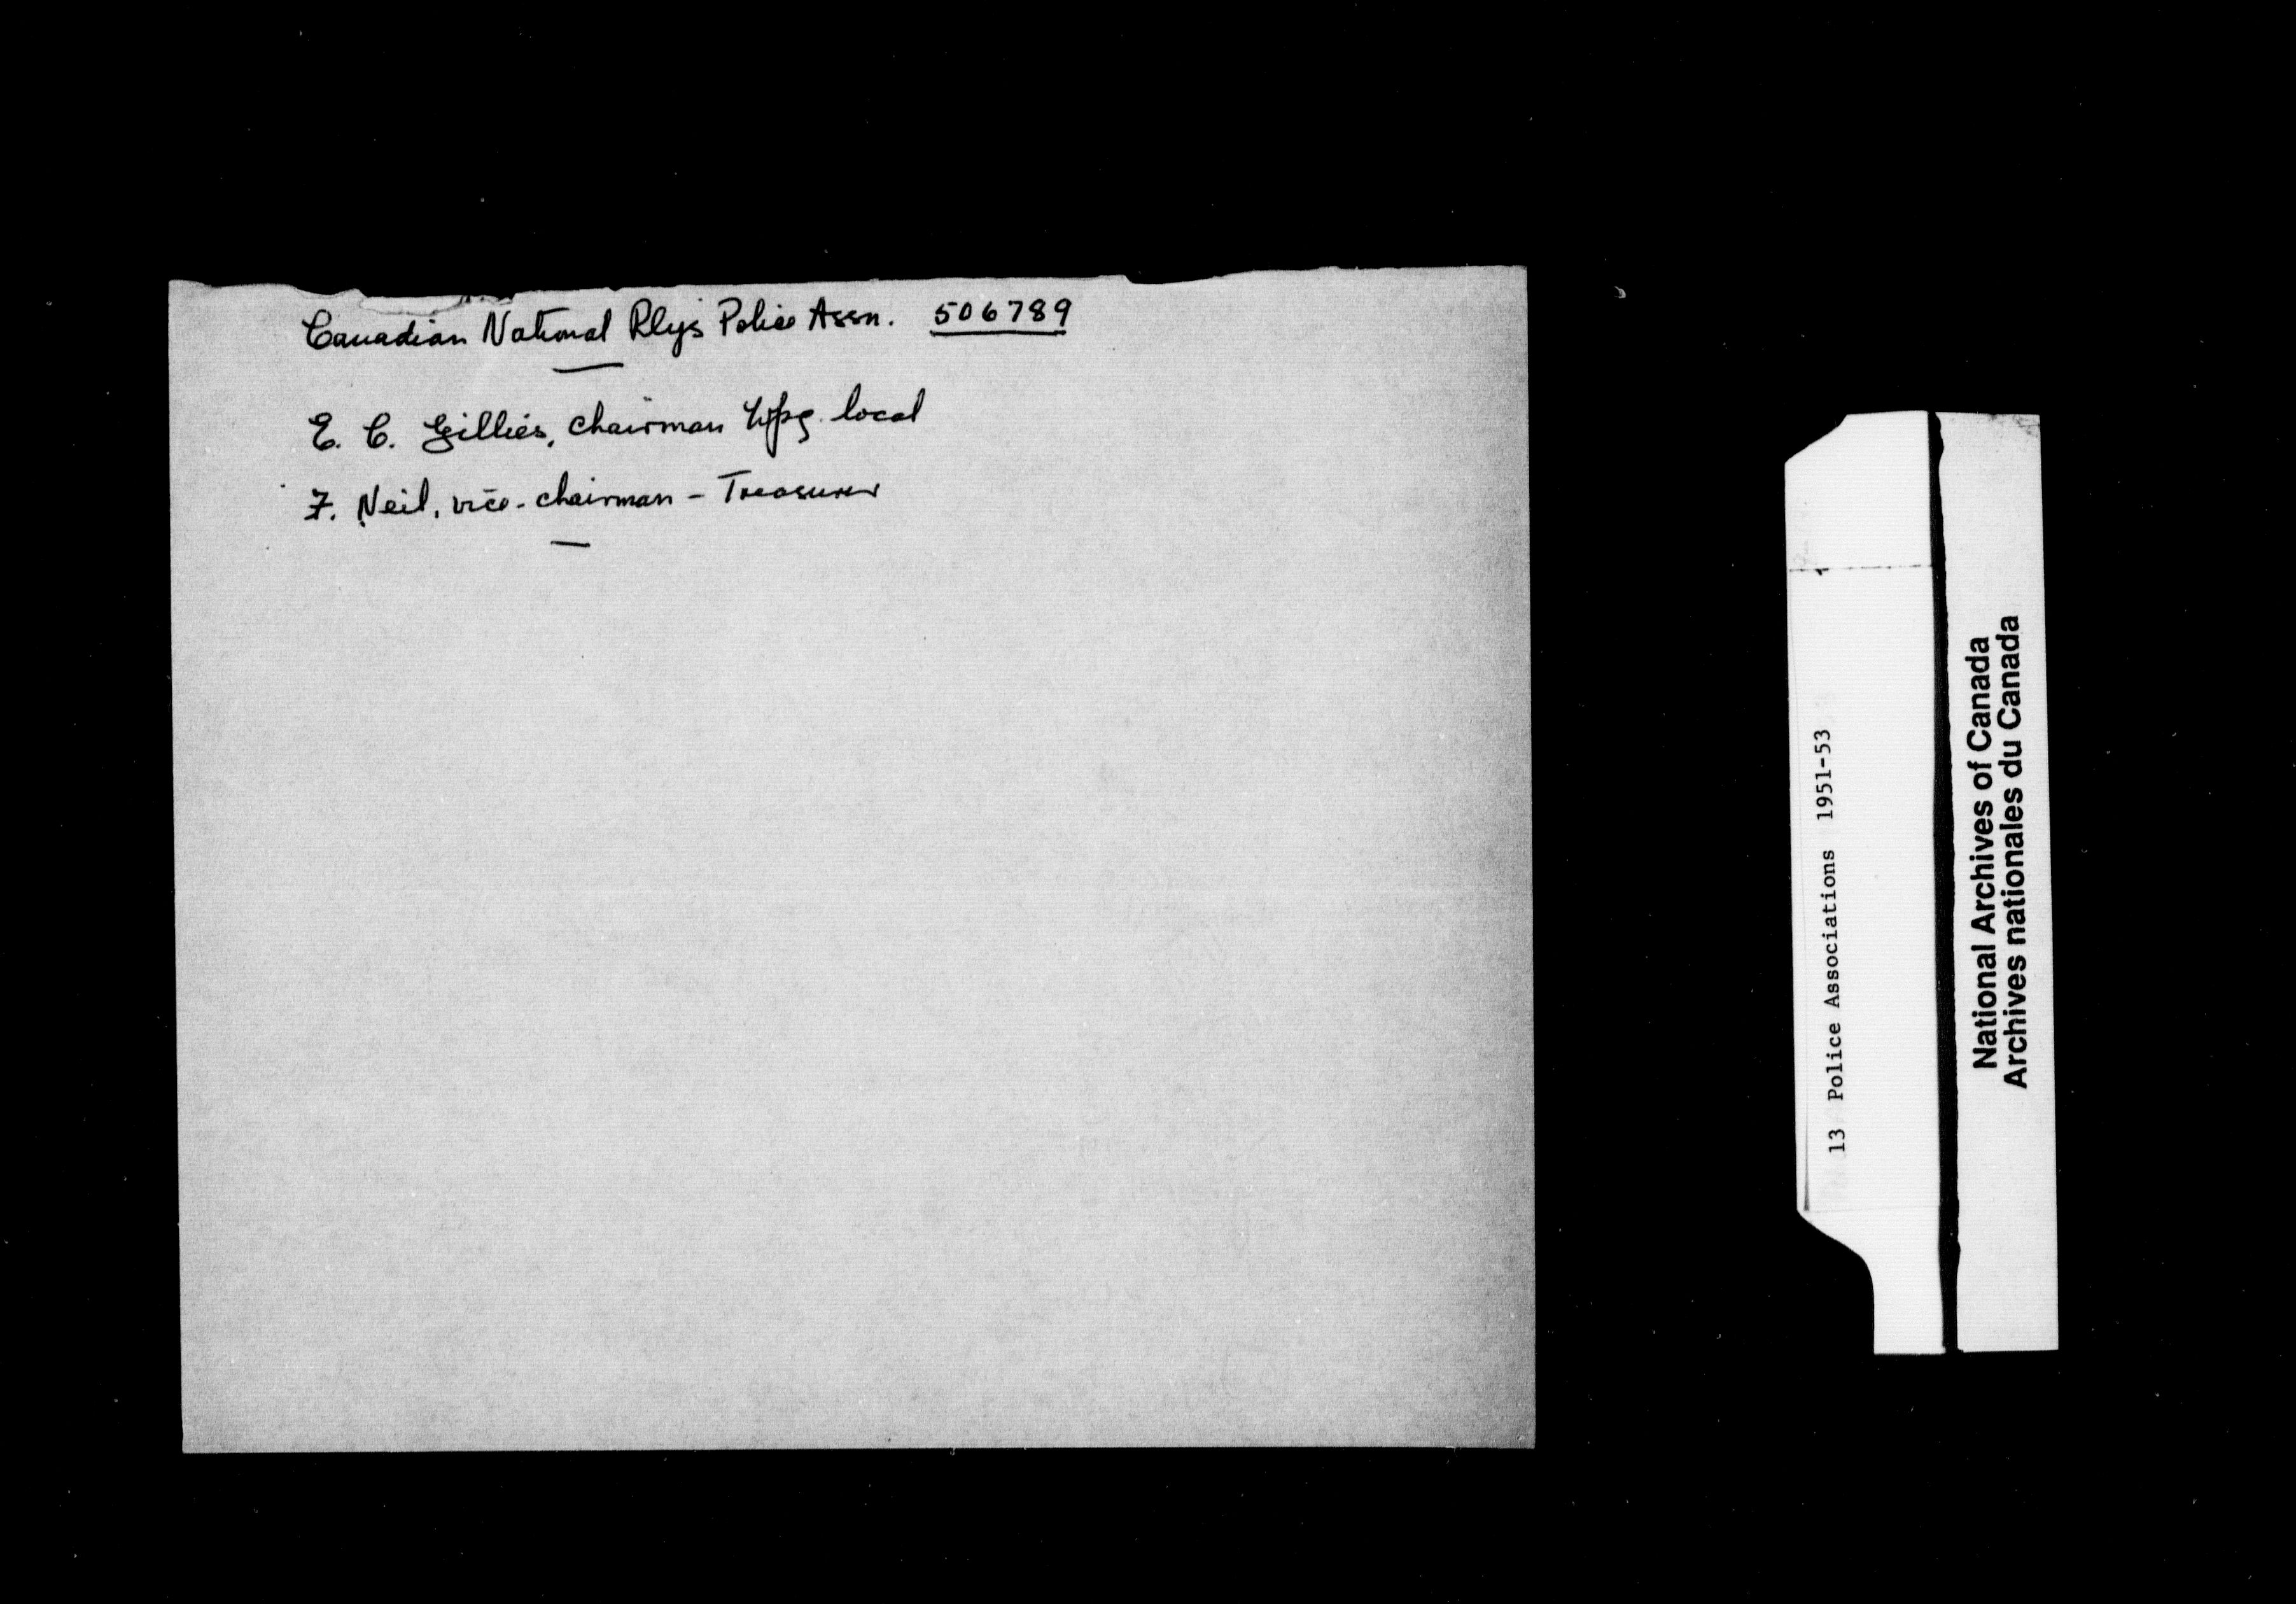 Canadian National Rlys Police Assn. 506789
E. C. Gillies, chairman Wpg. local
F. Neil, vice-chairman - Treasurer
13 Police Associations 1951-53
National Archives of Canada
Archives nationales du Canada